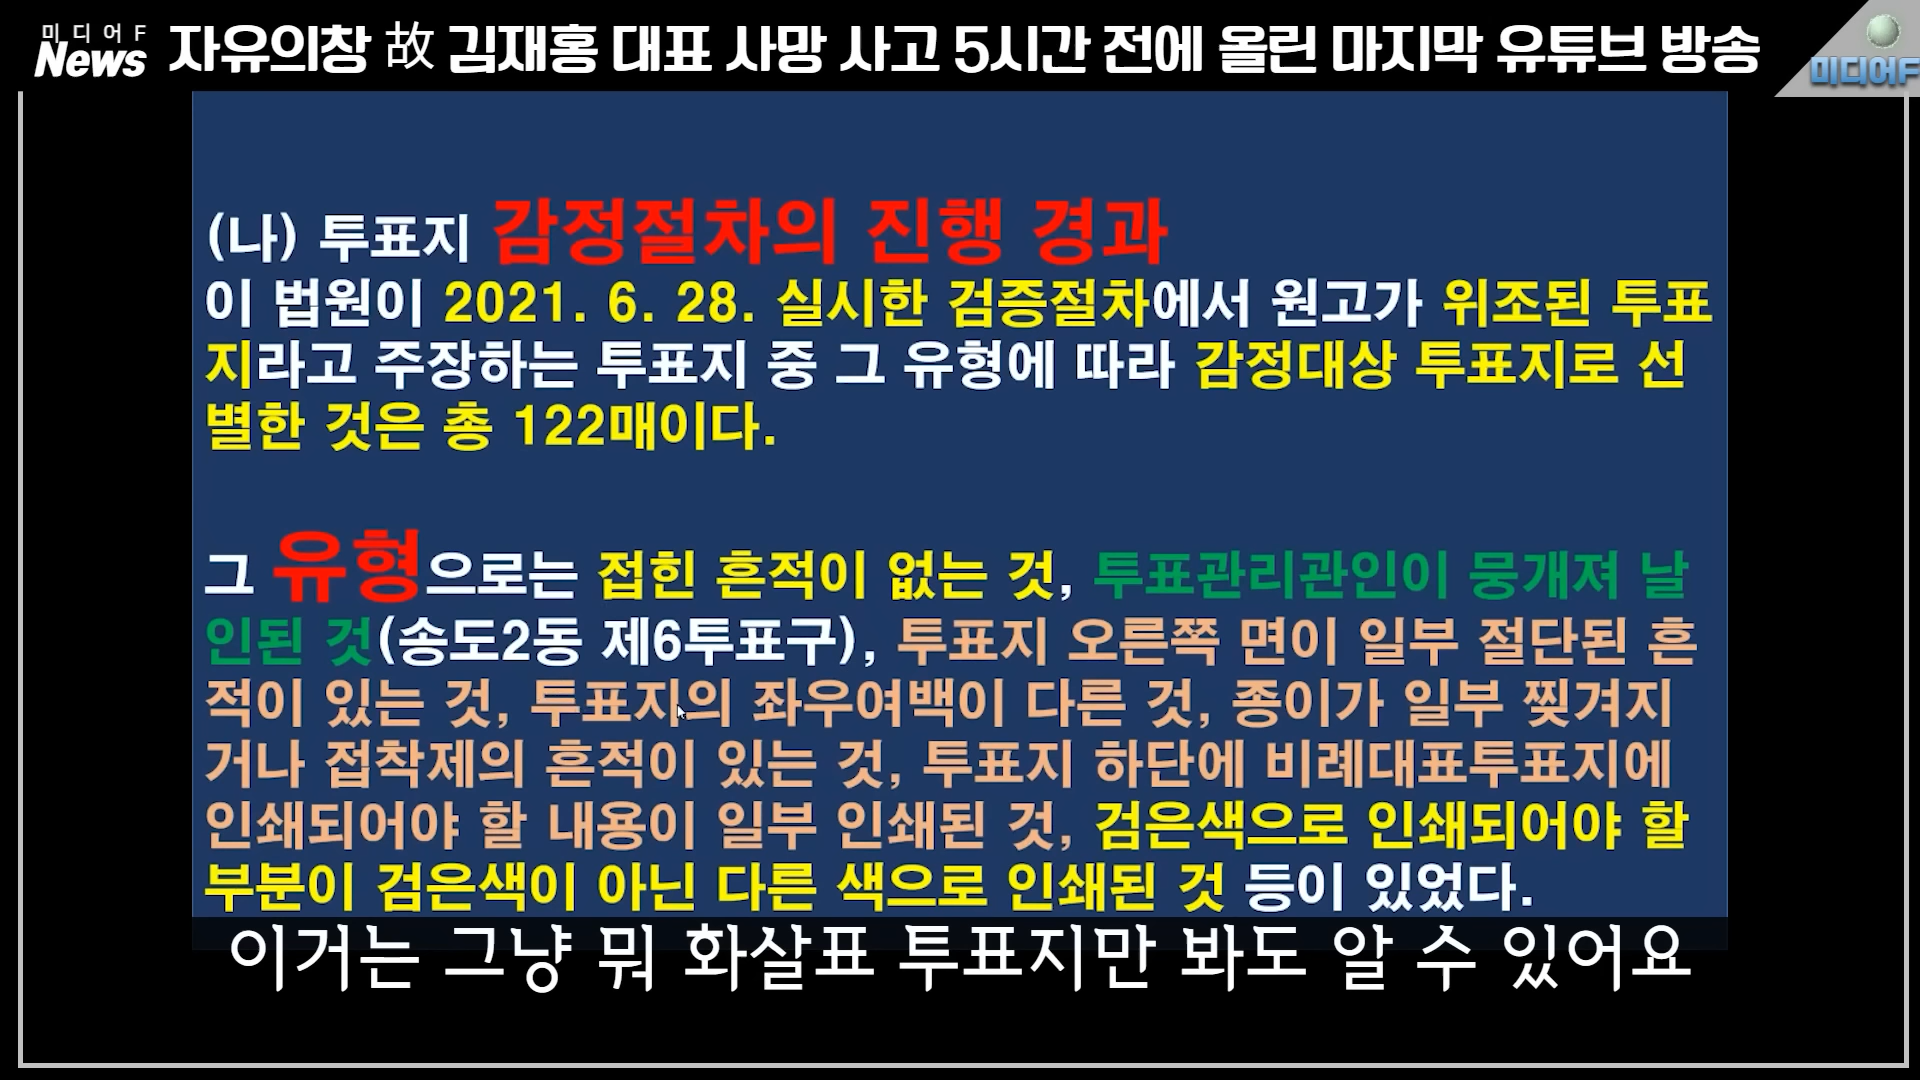 미디어F
News
자유의창 故 김재홍 대표 사망 사고 5시간 전에 올린 마지막 유튜브 방송
미디어F
(나) 투표지 감정절차의 진행 경과
이 법원이 2021. 6. 28. 실시한 검증절차에서 원고가 위조된 투표
지라고 주장하는 투표지 중 그 유형에 따라 감정대상 투표지로 선
별한 것은 총 122매이다.
그 유형으로는 접힌 흔적이 없는 것, 투표관리관인이 뭉개져 날
인된 것(송도2동 제6투표구), 투표지 오른쪽 면이 일부 절단된 흔
적이 있는 것, 투표지의 좌우여백이 다른 것, 종이가 일부 찢겨지
거나 접착제의 흔적이 있는 것, 투표지 하단에 비례대표투표지에
인쇄되어야 할 내용이 일부 인쇄된 것, 검은색으로 인쇄되어야 할
부분이 검은색이 아닌 다른 색으로 인쇄된 것 등이 있었다.
이거는 그냥 뭐 화살표 투표지만 봐도 알 수 있어요